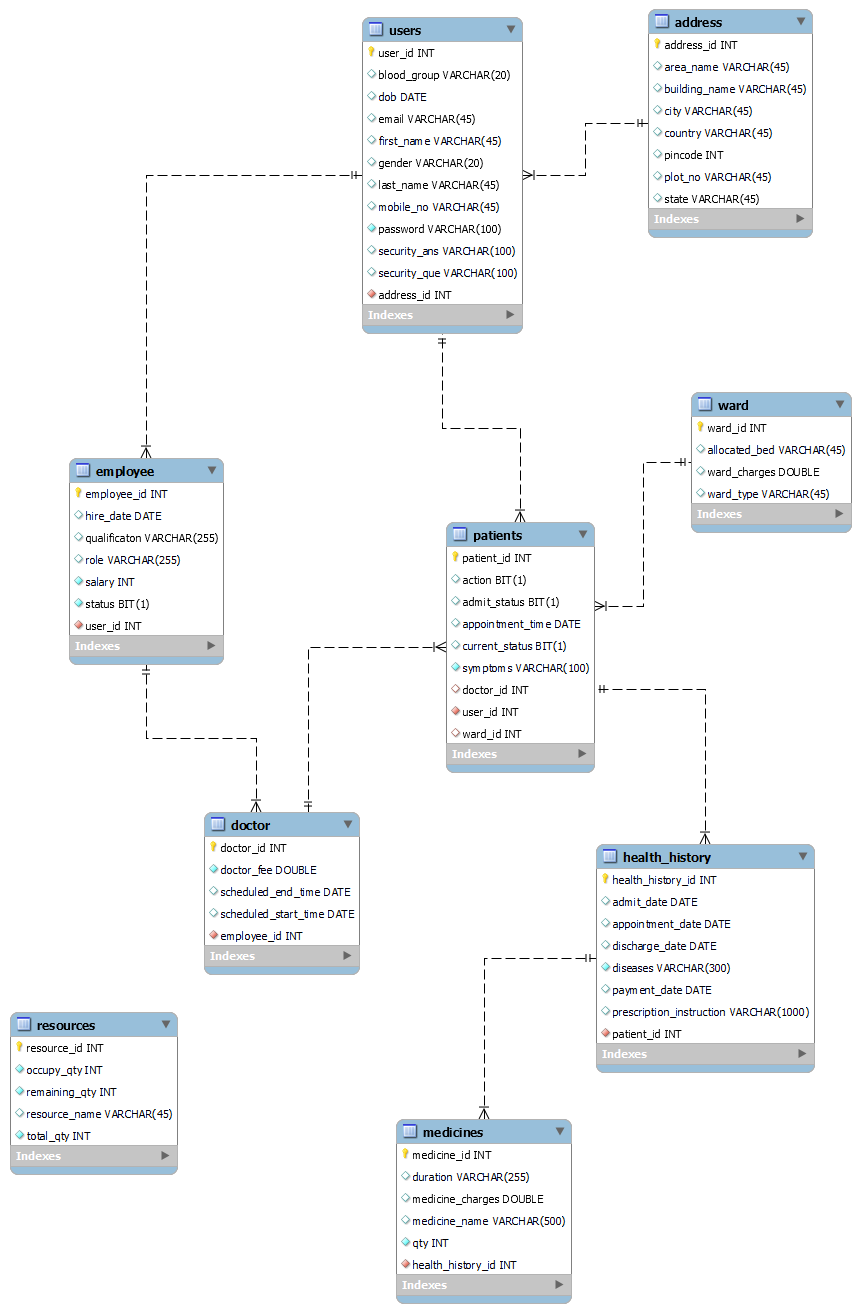 users
user_id INT
blood_group VARCHAR(20)
dob DATE
email VARCHAR(45)
first_name VARCHAR(45)
gender VARCHAR(20)
last_name VARCHAR(45)
mobile_no VARCHAR(45)
password VARCHAR(100)
security_ans VARCHAR(100)
security_que VARCHAR(100)
address_id INT
Indexes
address
address_id INT
area_name VARCHAR(45)
building_name VARCHAR(45)
city VARCHAR(45)
country VARCHAR(45)
pincode INT
plot_no VARCHAR(45)
state VARCHAR(45)
Indexes
ward
ward_id INT
allocated_bed VARCHAR(45)
ward_charges DOUBLE
ward_type VARCHAR(45)
Indexes
employee
employee_id INT
hire_date DATE
qualificaton VARCHAR(255)
role VARCHAR(255)
salary INT
status BIT(1)
user_id INT
Indexes
patients
patient_id INT
action BIT(1)
admit_status BIT(1)
appointment_time DATE
current_status BIT(1)
symptoms VARCHAR(100)
doctor_id INT
user_id INT
ward_id INT
Indexes
doctor
doctor_id INT
doctor_fee DOUBLE
scheduled_end_time DATE
scheduled_start_time DATE
employee_id INT
Indexes
health_history
health_history_id INT
admit_date DATE
appointment_date DATE
discharge_date DATE
diseases VARCHAR(300)
payment_date DATE
prescription_instruction VARCHAR(1000)
patient_id INT
Indexes
resources
resource_id INT
occupy_qty INT
remaining_qty INT
resource_name VARCHAR(45)
total_qty INT
Indexes
medicines
medicine_id INT
duration VARCHAR(255)
medicine_charges DOUBLE
medicine_name VARCHAR(500)
qty INT
health_history_id INT
Indexes